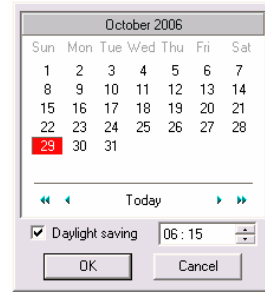 October 2006
Sun Mon Tue Wed Thu Fri Sat
1 2 3 4 5 6 7
8 9 10 11 12 13 14
15 16 17 18 19 20 21
22 23 24 25 26 27 28
29 30 31
Today
Daylight saving 06 : 15
OK Cancel